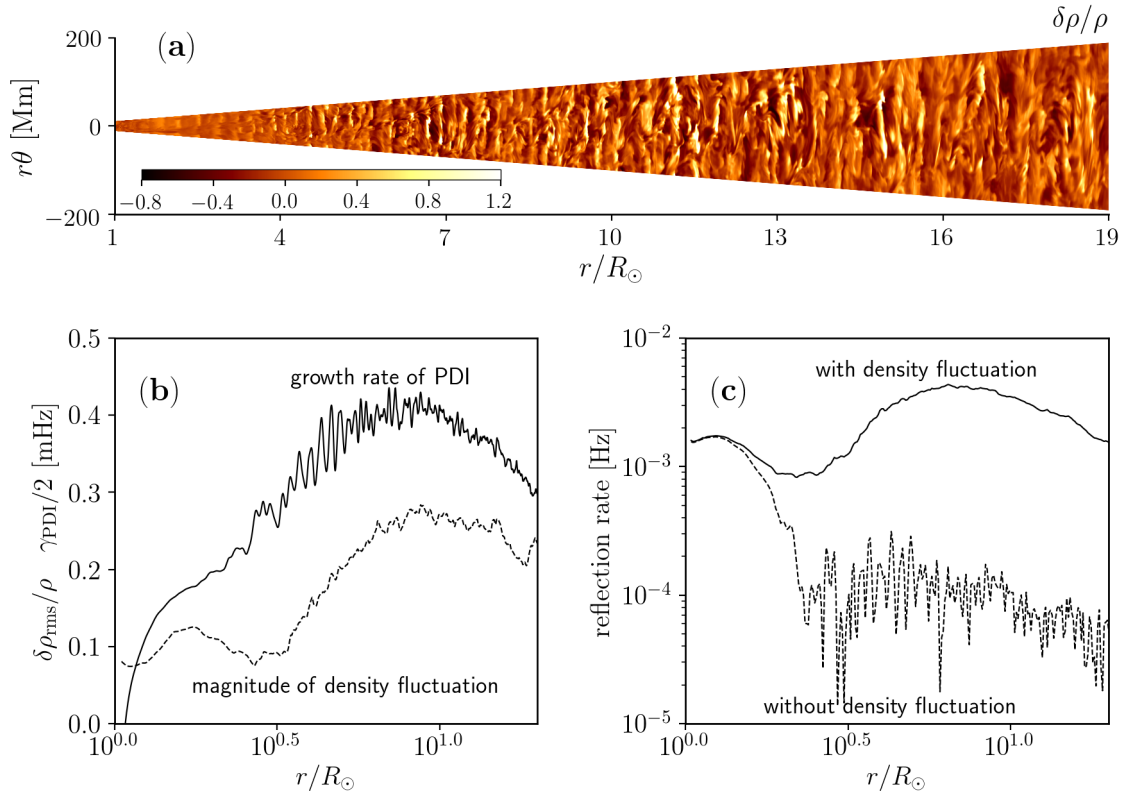 δρ/ρ
200
(a)
rθ [Mm]
0
−0.8 −0.4 0.0 0.4 0.8 1.2
−200
1 4 7 10 13 16 19
r/R⊙
0.5
growth rate of PDI
(b)
0.4
δρrms/ρ γPDI/2 [mHz]
0.3
0.2
0.1
magnitude of density fluctuation
0.0
10^0.0 10^0.5 10^1.0
r/R⊙
10^−2
with density fluctuation
(c)
reflection rate [Hz]
10^−3
10^−4
without density fluctuation
10^−5
10^0.0 10^0.5 10^1.0
r/R⊙